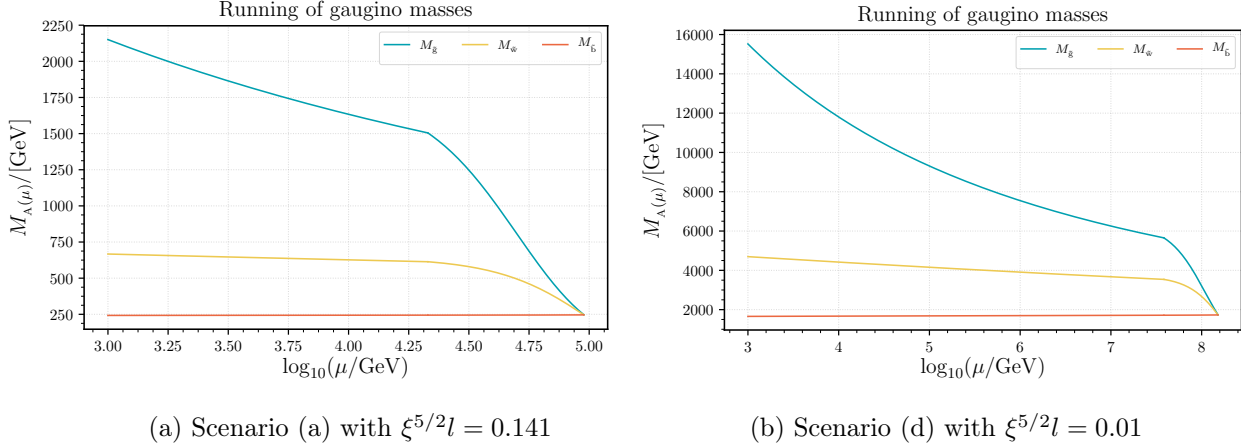 Running of gaugino masses
M_g̃ M_w̃ M_b̃
2250
2000
1750
1500
1250
1000
750
500
250
M_A(μ)/[GeV]
3.00 3.25 3.50 3.75 4.00 4.25 4.50 4.75 5.00
log₁₀(μ/GeV)
(a) Scenario (a) with ξ^{5/2}l = 0.141
Running of gaugino masses
M_g̃ M_w̃ M_b̃
16000
14000
12000
10000
8000
6000
4000
2000
M_A(μ)/[GeV]
3 4 5 6 7 8
log₁₀(μ/GeV)
(b) Scenario (d) with ξ^{5/2}l = 0.01